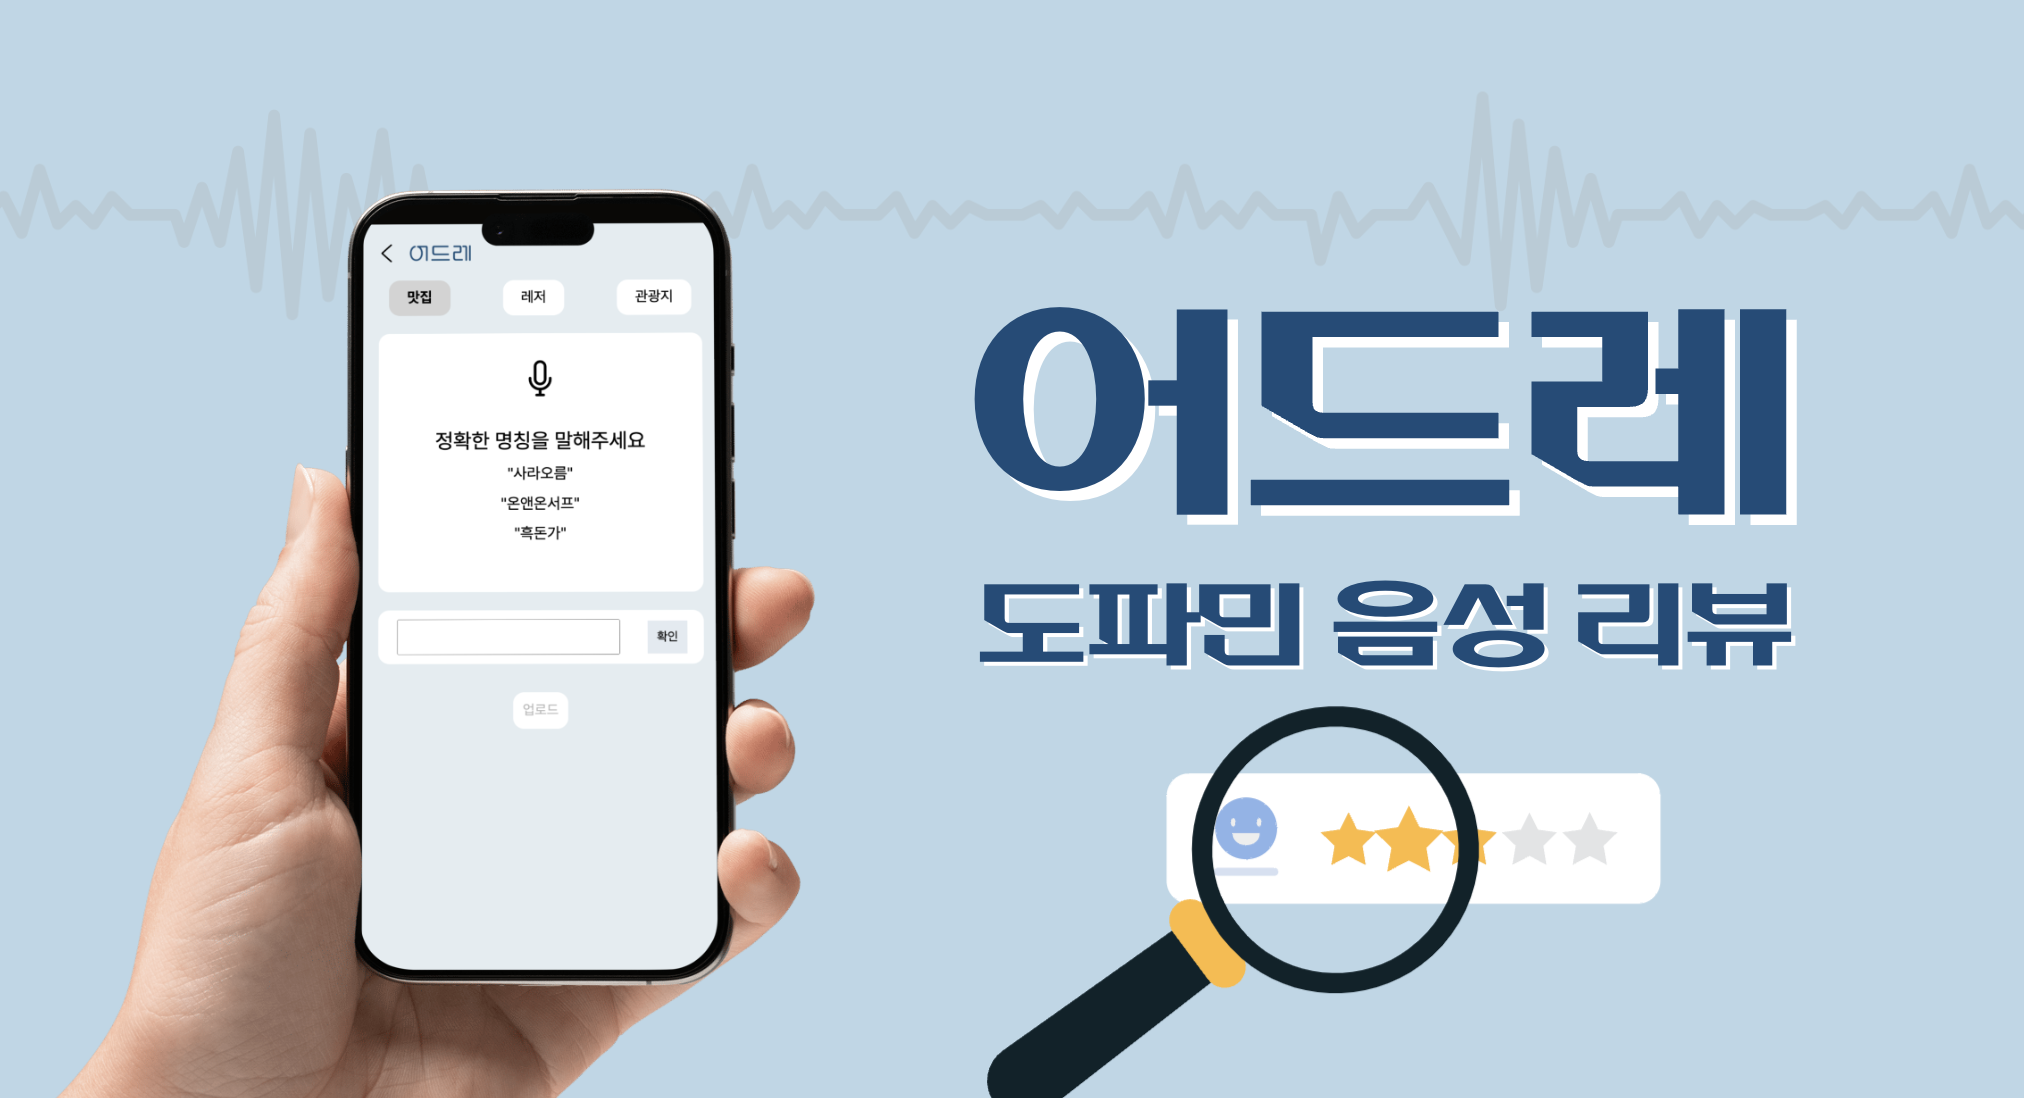 어드레
맛집 레저 관광지
정확한 명칭을 말해주세요
"사라오름"
"온앤온서프"
"흑돈가"
확인
업로드
어드레
도파민 음성 리뷰